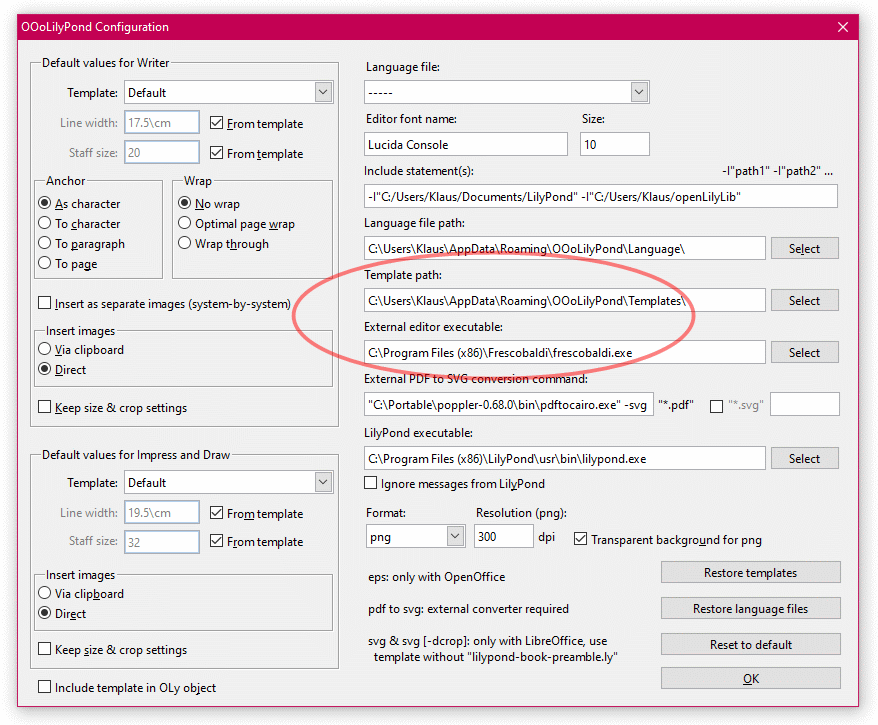 OOoLilyPond Configuration
Default values for Writer
Template: Default
Line width: 17.5\cm From template
Staff size: 20 From template
Anchor
As character
To character
To paragraph
To page
Wrap
No wrap
Optimal page wrap
Wrap through
Insert as separate images (system-by-system)
Insert images
Via clipboard
Direct
Keep size & crop settings
Default values for Impress and Draw
Template: Default
Line width: 19.5\cm From template
Staff size: 32 From template
Insert images
Via clipboard
Direct
Keep size & crop settings
Include template in OLy object
Language file:
-----
Editor font name: Size:
Lucida Console 10
Include statement(s): -I"path1" -I"path2" ...
-I"C:/Users/Klaus/Documents/LilyPond" -I"C:/Users/Klaus/openLilyLib"
Language file path:
C:\Users\Klaus\AppData\Roaming\OOoLilyPond\Language\ Select
Template path:
C:\Users\Klaus\AppData\Roaming\OOoLilyPond\Templates\ Select
External editor executable:
C:\Program Files (x86)\Frescobaldi\frescobaldi.exe Select
External PDF to SVG conversion command:
"C:\Portable\poppler-0.68.0\bin\pdftocairo.exe" -svg "*.pdf" "*.svg"
LilyPond executable:
C:\Program Files (x86)\LilyPond\usr\bin\lilypond.exe Select
Ignore messages from LilyPond
Format: Resolution (png):
png 300 dpi Transparent background for png
eps: only with OpenOffice
pdf to svg: external converter required
svg & svg [-dcrop]: only with LibreOffice, use
template without "lilypond-book-preamble.ly"
Restore templates
Restore language files
Reset to default
OK